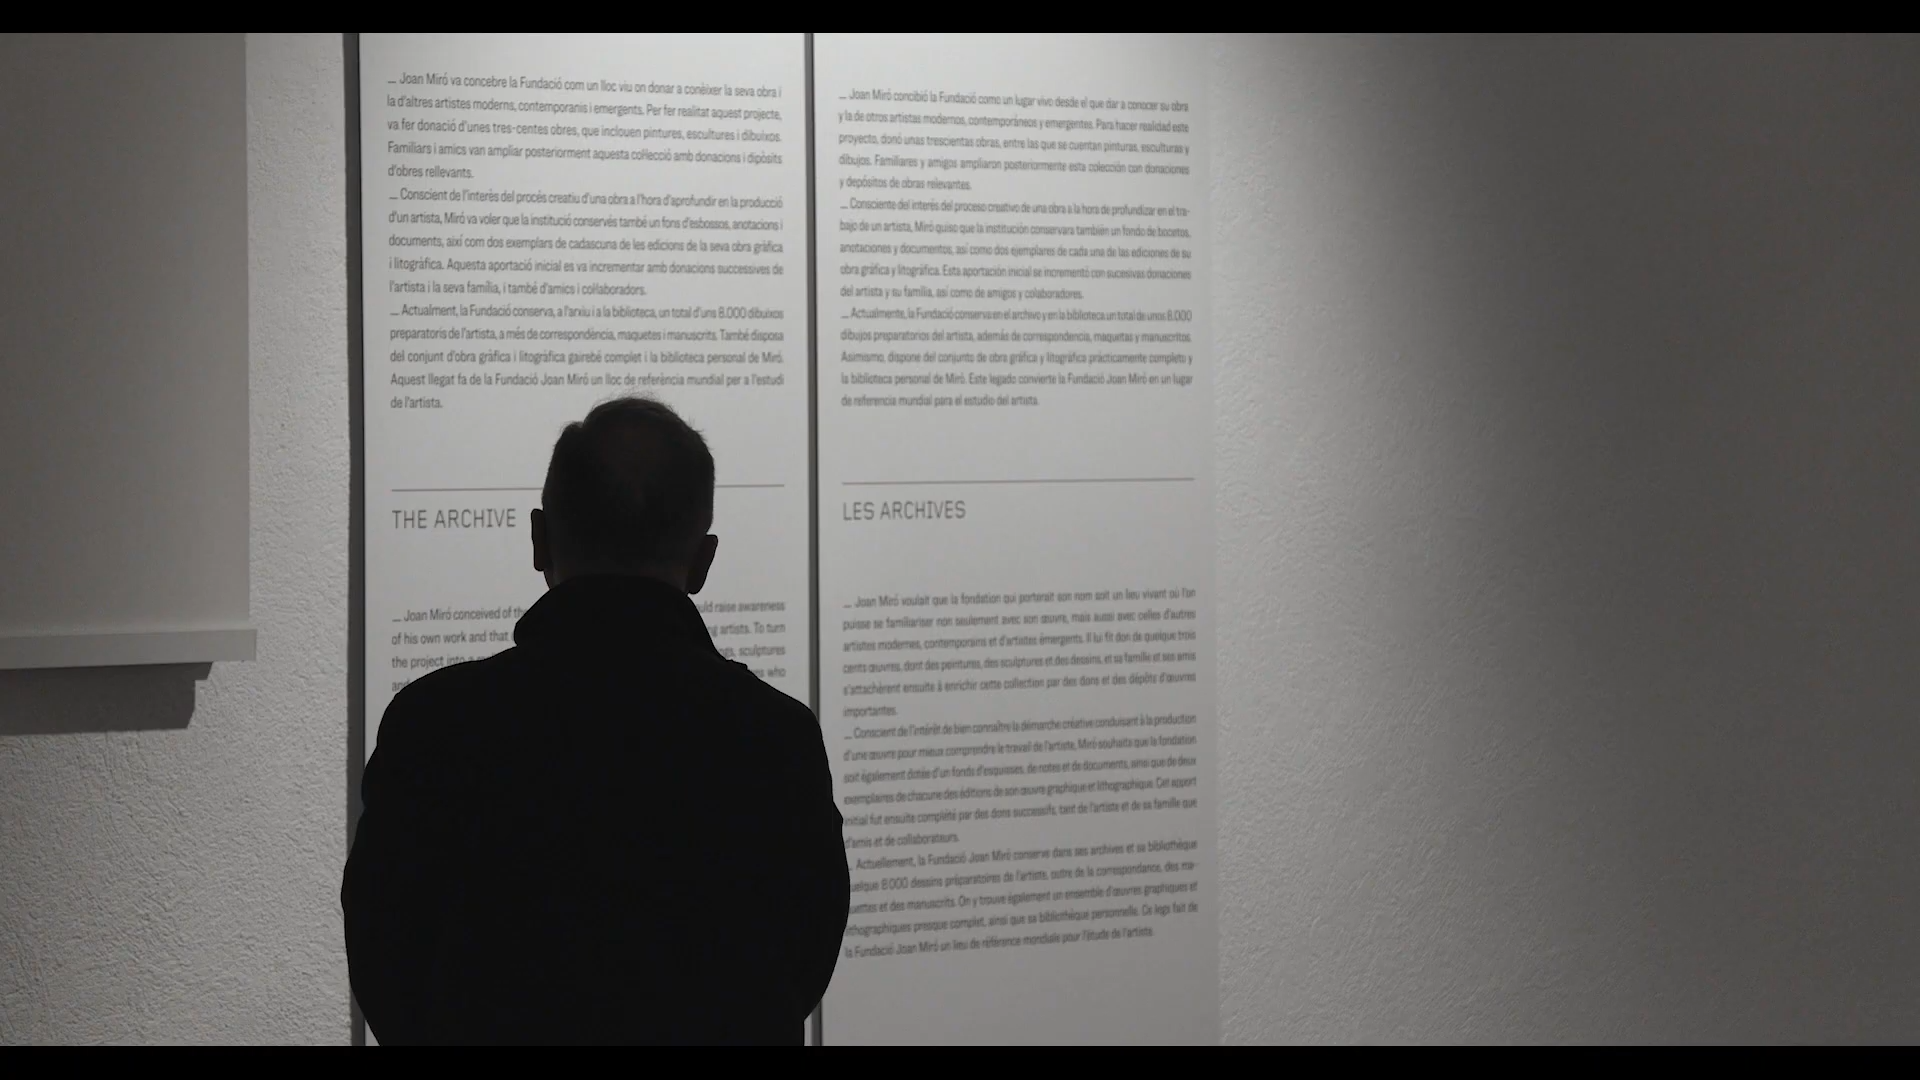 _ Joan Miró va concebre la Fundació com un lloc viu on donar a conèixer la seva obra i
la d'altres artistes moderns, contemporanis i emergents. Per fer realitat aquest projecte,
va fer donació d'unes tres-centes obres, que inclouen pintures, escultures i dibuixos.
Familiars i amics van ampliar posteriorment aquesta col·lecció amb donacions i dipòsits
d'obres rellevants.
_ Conscient de l'interès del procés creatiu d'una obra a l'hora d'aprofundir en la producció
d'un artista, Miró va voler que la institució conservés també un fons d'esbossos, anotacions i
documents, així com dos exemplars de cadascuna de les edicions de la seva obra gràfica
i litogràfica. Aquesta aportació inicial es va incrementar amb donacions successives de
l'artista i la seva família, i també d'amics i col·laboradors.
_ Actualment, la Fundació conserva, a l'arxiu i a la biblioteca, un total d'uns 8.000 dibuixos
preparatoris de l'artista, a més de correspondència, maquetes i manuscrits. També disposa
del conjunt d'obra gràfica i litogràfica gairebé complet i la biblioteca personal de Miró.
Aquest llegat fa de la Fundació Joan Miró un lloc de referència mundial per a l'estudi
de l'artista.
THE ARCHIVE
_ Joan Miró conceived of the
uld raise awareness
of his own work and that
artists. To turn
the project into a
sculptures
who
_ Joan Miró concibió la Fundació como un lugar vivo desde el que dar a conocer su obra
y la de otros artistas modernos, contemporáneos y emergentes. Para hacer realidad este
proyecto, donó unas trescientas obras, entre las que se cuentan pinturas, esculturas y
dibujos. Familiares y amigos ampliaron posteriormente esta colección con donaciones
y depósitos de obras relevantes.
_ Consciente del interés del proceso creativo de una obra a la hora de profundizar en el tra-
bajo de un artista, Miró quiso que la institución conservara también un fondo de bocetos,
anotaciones y documentos, así como dos ejemplares de cada una de las ediciones de su
obra gráfica y litográfica. Esta aportación inicial se incrementó con sucesivas donaciones
del artista y su familia, así como de amigos y colaboradores.
_ Actualmente, la Fundació conserva en el archivo y en la biblioteca un total de unos 8.000
dibujos preparatorios del artista, además de correspondencia, maquetas y manuscritos.
Asimismo, dispone del conjunto de obra gráfica y litográfica prácticamente completo y
la biblioteca personal de Miró. Este legado convierte la Fundació Joan Miró en un lugar
de referencia mundial para el estudio del artista.
LES ARCHIVES
_ Joan Miró voulait que la fondation qui porterait son nom soit un lieu vivant où l'on
puisse se familiariser non seulement avec son œuvre, mais aussi avec celles d'autres
artistes modernes, contemporains et d'artistes émergents. Il lui fit don de quelque trois
cents œuvres, dont des peintures, des sculptures et des dessins, et sa famille et ses amis
s'attachèrent ensuite à enrichir cette collection par des dons et des dépôts d'œuvres
importantes.
_ Conscient de l'intérêt de bien connaître la démarche créative conduisant à la production
d'une œuvre pour mieux comprendre le travail de l'artiste, Miró souhaita que la fondation
soit également dotée d'un fonds d'esquisses, de notes et de documents, ainsi que de deux
exemplaires de chacune des éditions de son œuvre graphique et lithographique. Cet apport
initial fut ensuite complété par des dons successifs, tant de l'artiste et de sa famille que
d'amis et de collaborateurs.
_ Actuellement, la Fundació Joan Miró conserve dans ses archives et sa bibliothèque
uelque 8 000 dessins préparatoires de l'artiste, outre de la correspondance, des ma-
uettes et des manuscrits. On y trouve également un ensemble d'œuvres graphiques et
lithographiques presque complet, ainsi que sa bibliothèque personnelle. Ce legs fait de
la Fundació Joan Miró un lieu de référence mondiale pour l'étude de l'artiste.